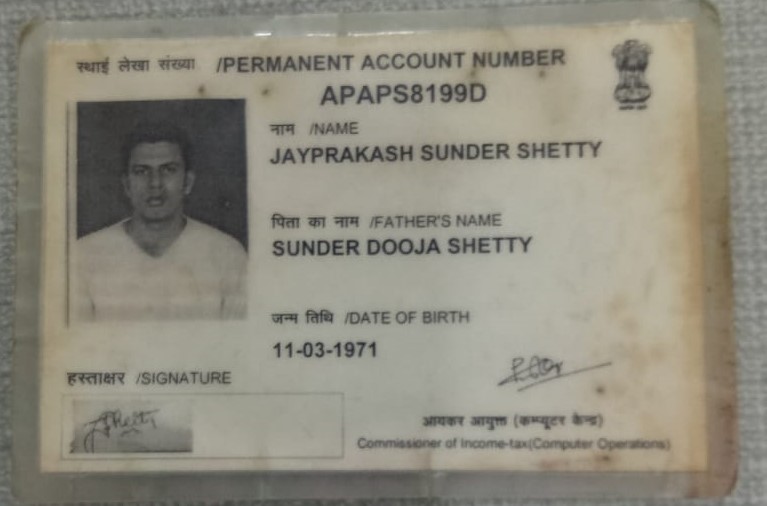 स्थाई लेखा संख्या /PERMANENT ACCOUNT NUMBER
APAPS8199D
नाम /NAME
JAYPRAKASH SUNDER SHETTY
पिता का नाम /FATHER'S NAME
SUNDER DOOJA SHETTY
जन्म तिथि /DATE OF BIRTH
11-03-1971
हस्ताक्षर /SIGNATURE
आयकर आयुक्त (कम्प्यूटर केन्द्र)
Commissioner of Income-tax(Computer Operations)